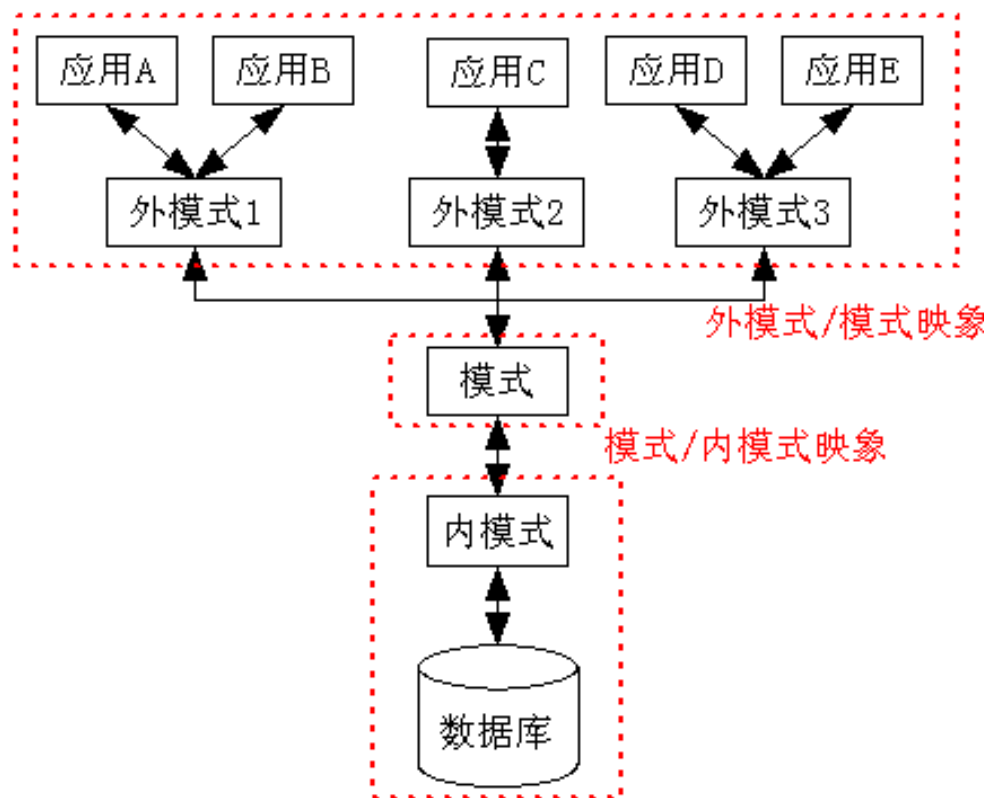 应用A 应用B 应用C 应用D 应用E
外模式1 外模式2 外模式3
外模式/模式映象
模式
模式/内模式映象
内模式
数据库